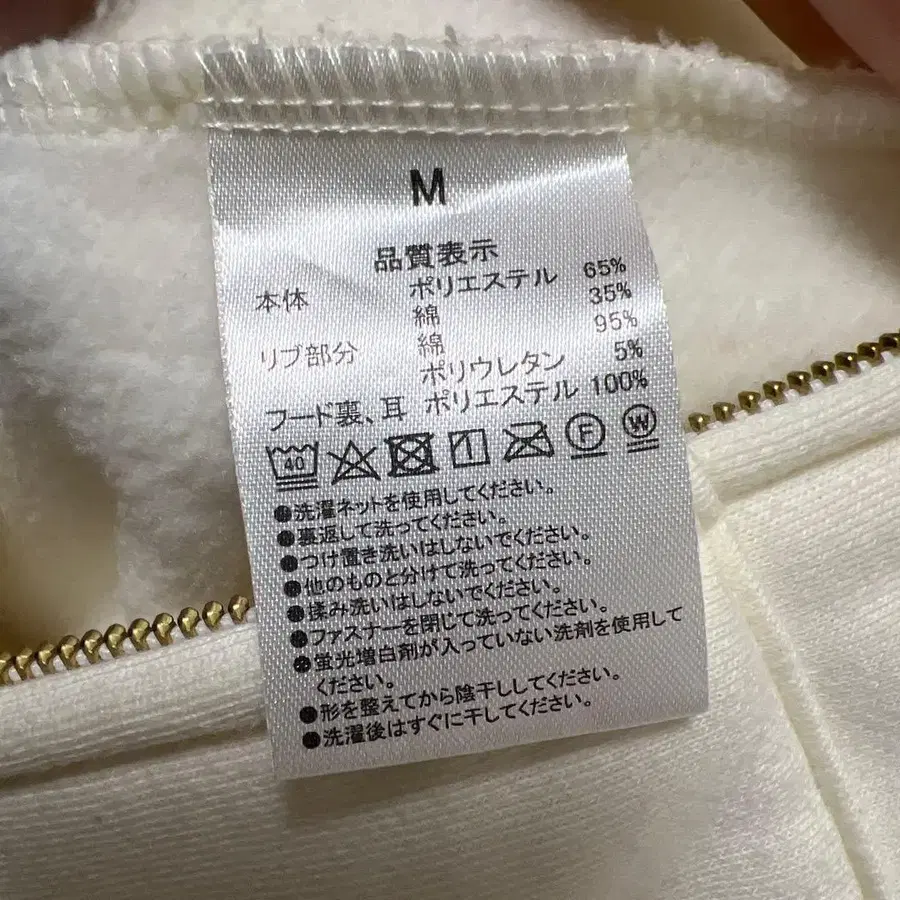 M
品質表示
本体 ポリエステル 65%
綿 35%
リブ部分 綿 95%
ポリウレタン 5%
フード裏、耳 ポリエステル 100%
40 F W
●洗濯ネットを使用してください。
●裏返して洗ってください。
●つけ置き洗いはしないでください。
●他のものと分けて洗ってください。
●揉み洗いはしないでください。
●ファスナーを閉じて洗ってください。
●蛍光増白剤が入っていない洗剤を使用して
ください。
●形を整えてから陰干ししてください。
●洗濯後はすぐに干してください。